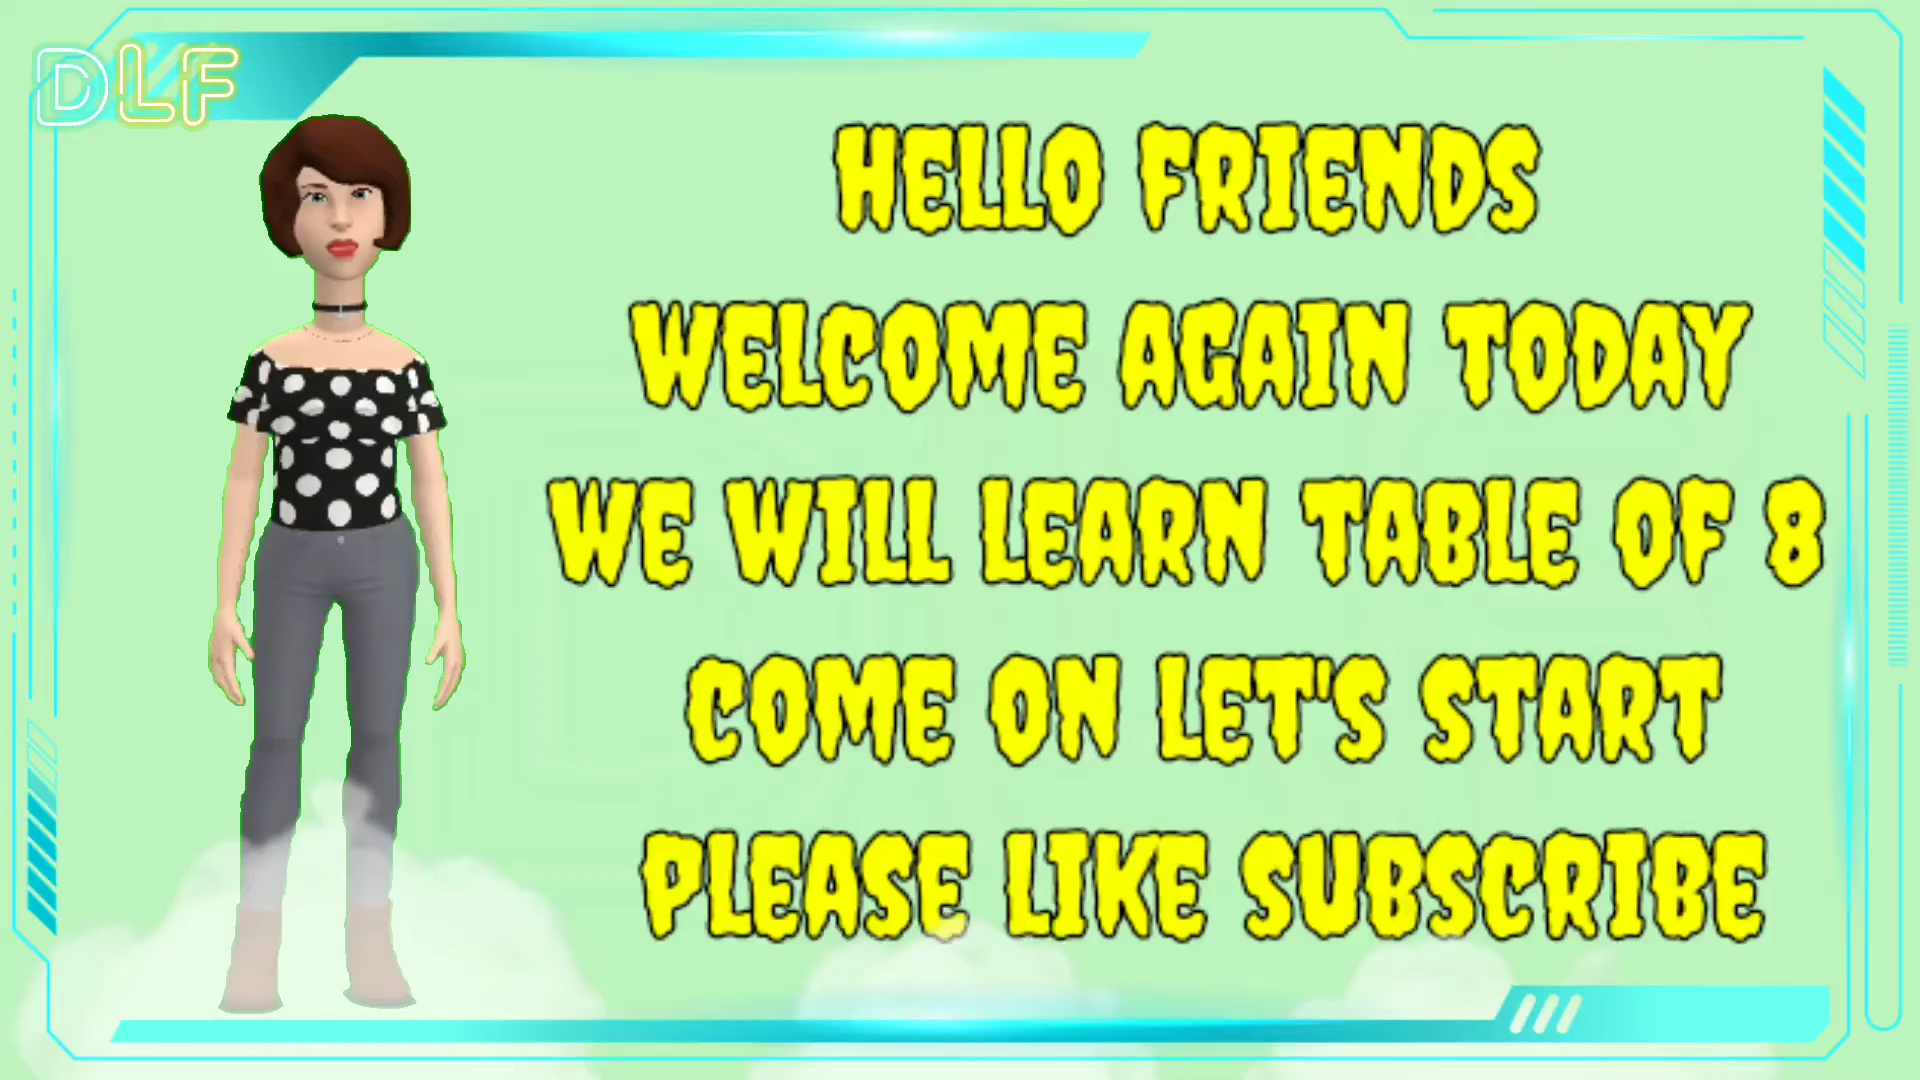 DLF
HELLO FRIENDS
WELCOME AGAIN TODAY
WE WILL LEARN TABLE OF 8
COME ON LET'S START
PLEASE LIKE SUBSCRIBE